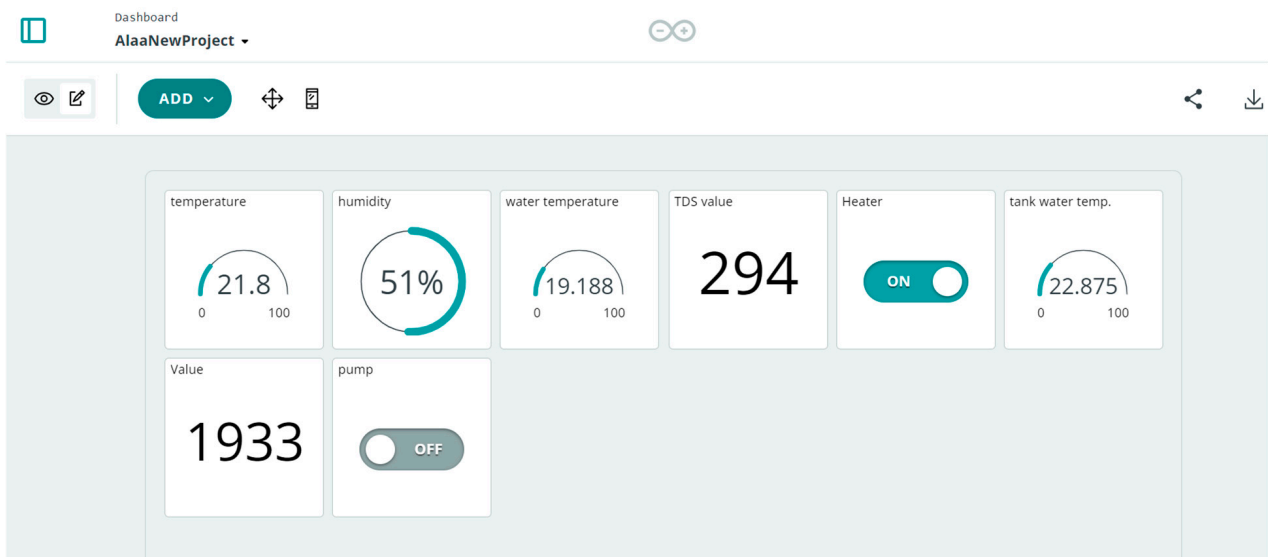 Dashboard
AlaaNewProject
ADD
temperature
21.8
0 100
humidity
51%
water temperature
19.188
0 100
TDS value
294
Heater
ON
tank water temp.
22.875
0 100
Value
1933
pump
OFF